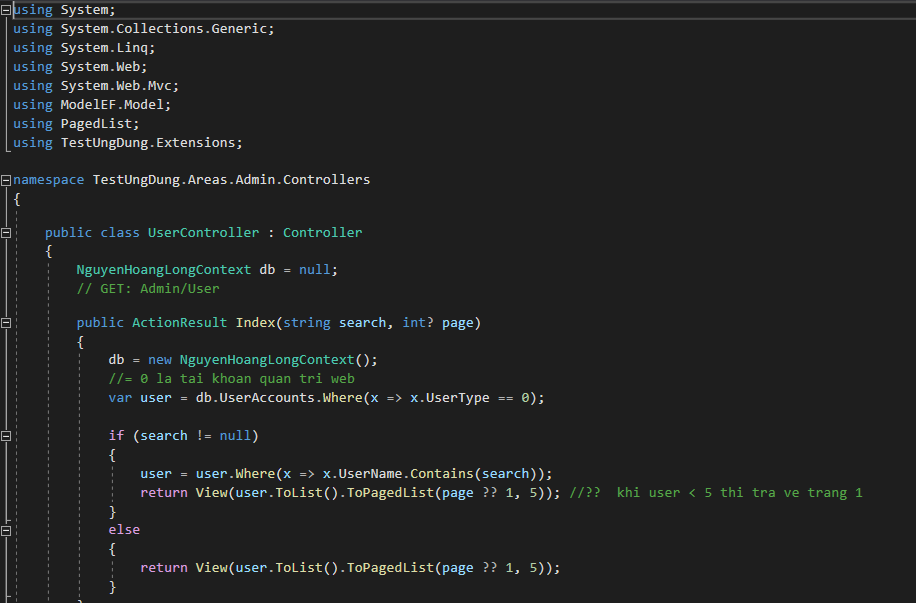 using System;
using System.Collections.Generic;
using System.Linq;
using System.Web;
using System.Web.Mvc;
using ModelEF.Model;
using PagedList;
using TestUngDung.Extensions;
namespace TestUngDung.Areas.Admin.Controllers
{
public class UserController : Controller
{
NguyenHoangLongContext db = null;
// GET: Admin/User
public ActionResult Index(string search, int? page)
{
db = new NguyenHoangLongContext();
//= 0 la tai khoan quan tri web
var user = db.UserAccounts.Where(x => x.UserType == 0);
if (search != null)
{
user = user.Where(x => x.UserName.Contains(search));
return View(user.ToList().ToPagedList(page ?? 1, 5)); //??  khi user < 5 thi tra ve trang 1
}
else
{
return View(user.ToList().ToPagedList(page ?? 1, 5));
}